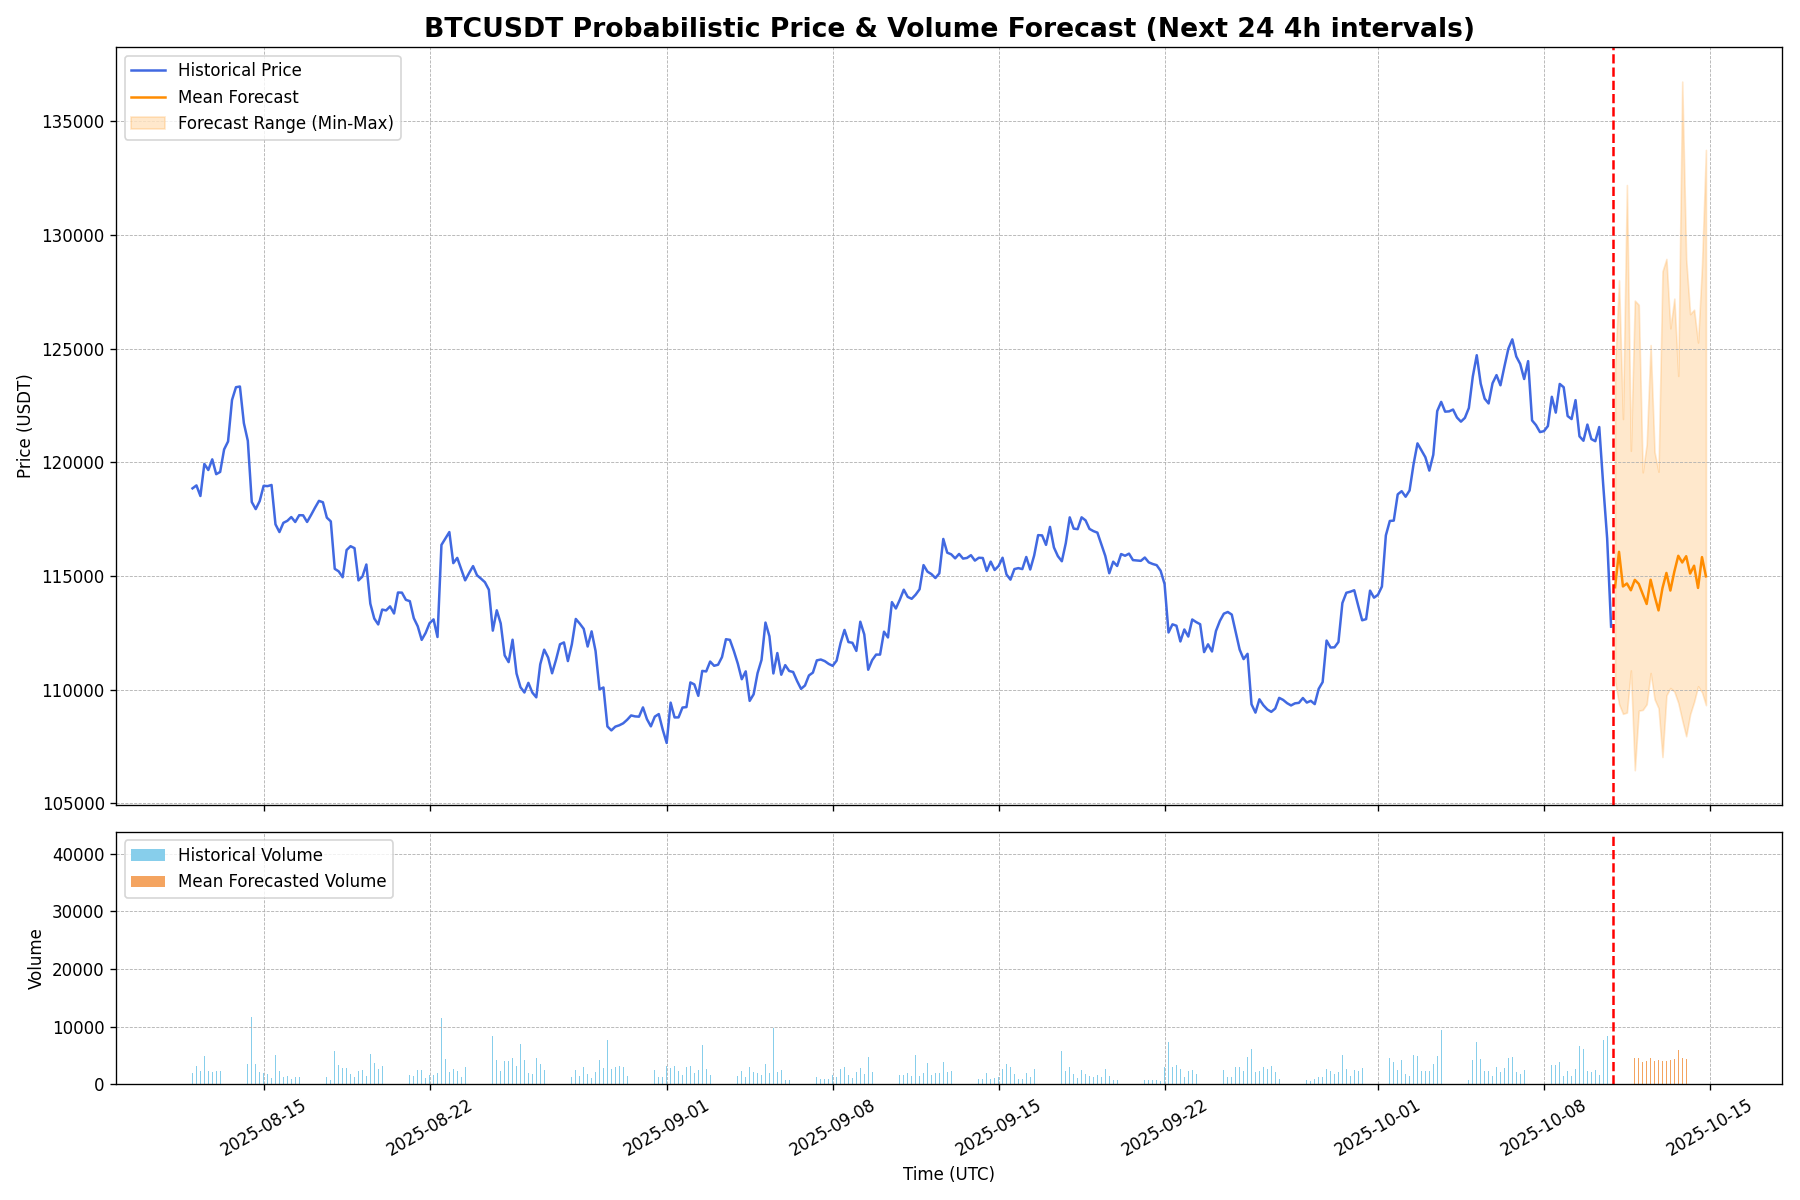 BTCUSDT Probabilistic Price & Volume Forecast (Next 24 4h intervals)
Historical Price
Mean Forecast
Forecast Range (Min-Max)
135000
130000
125000
120000
115000
110000
105000
Price (USDT)
Historical Volume
Mean Forecasted Volume
40000
30000
20000
10000
0
Volume
2025-08-15
2025-08-22
2025-09-01
2025-09-08
2025-09-15
2025-09-22
2025-10-01
2025-10-08
2025-10-15
Time (UTC)